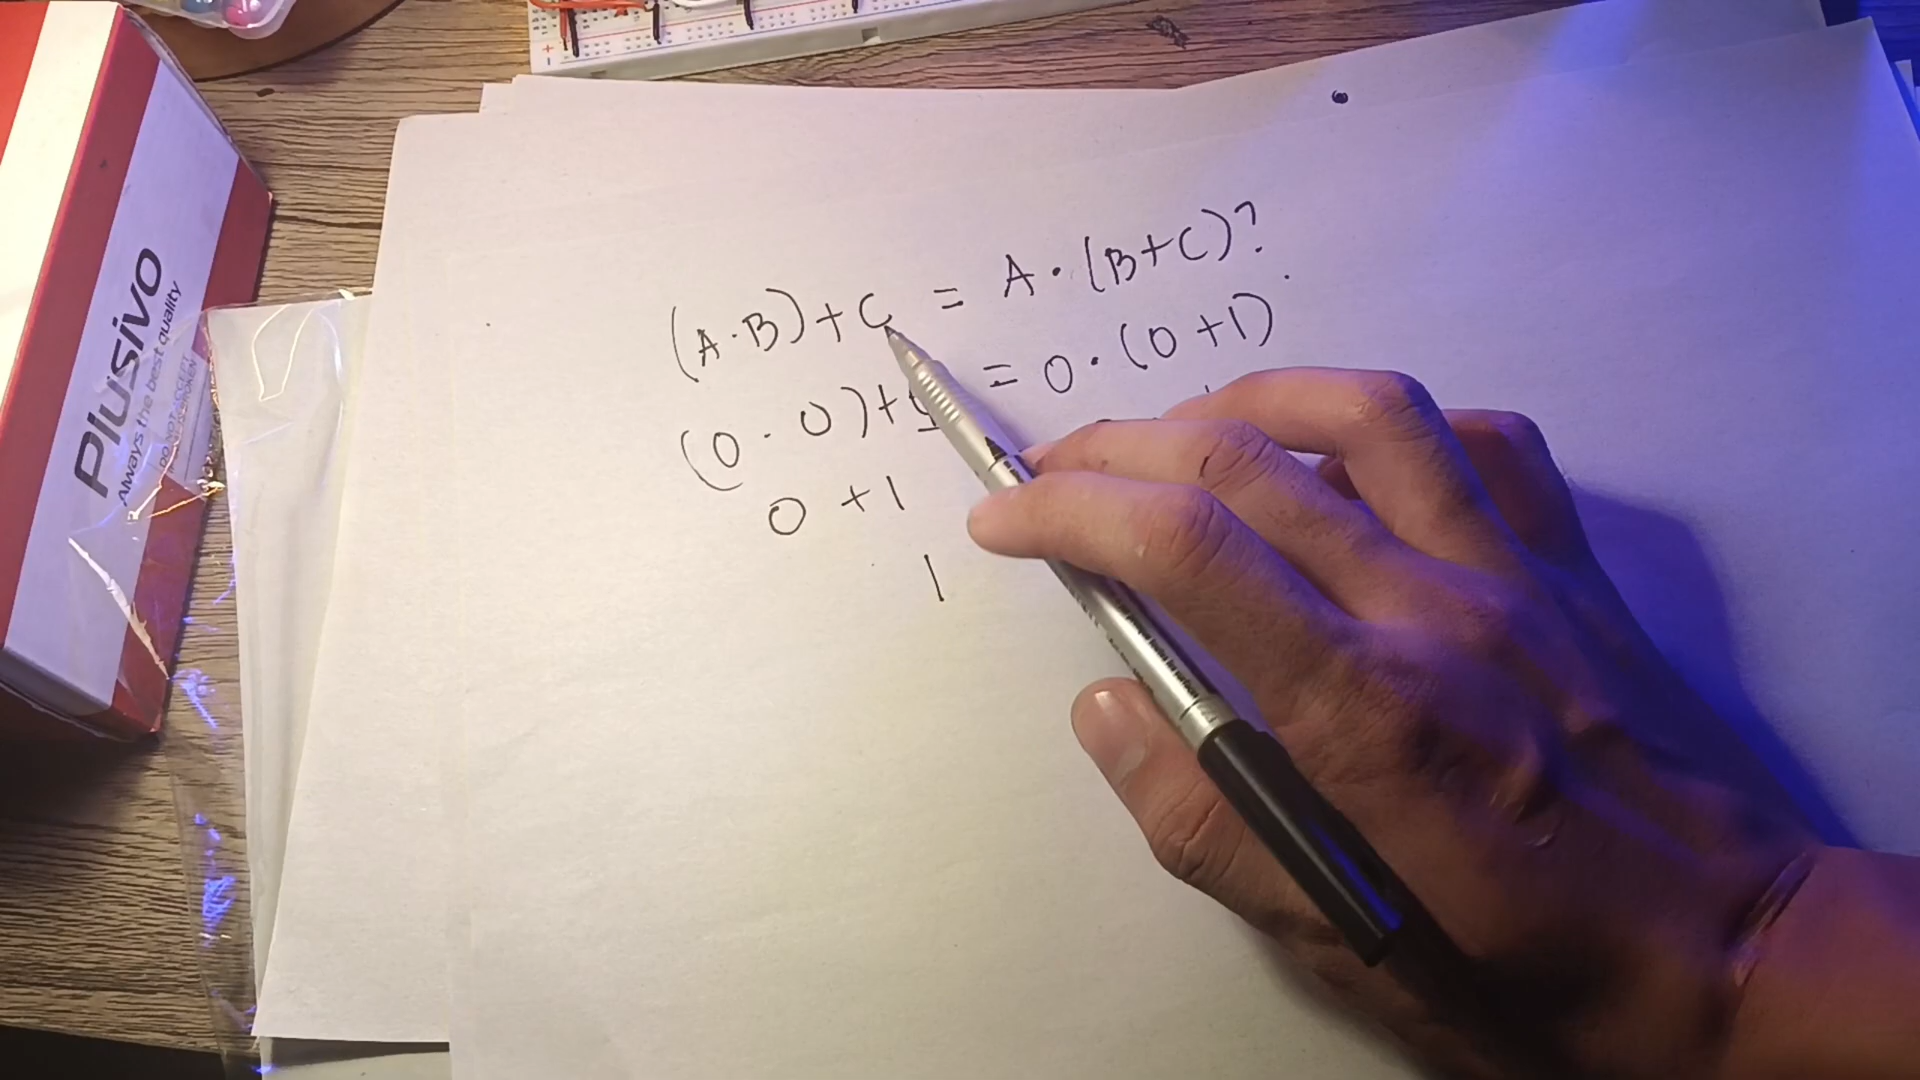 (A·B)+C = A·(B+C)?
(0·0)+1 = 0·(0+1)
0+1
1
Plusivo
Always the best quality